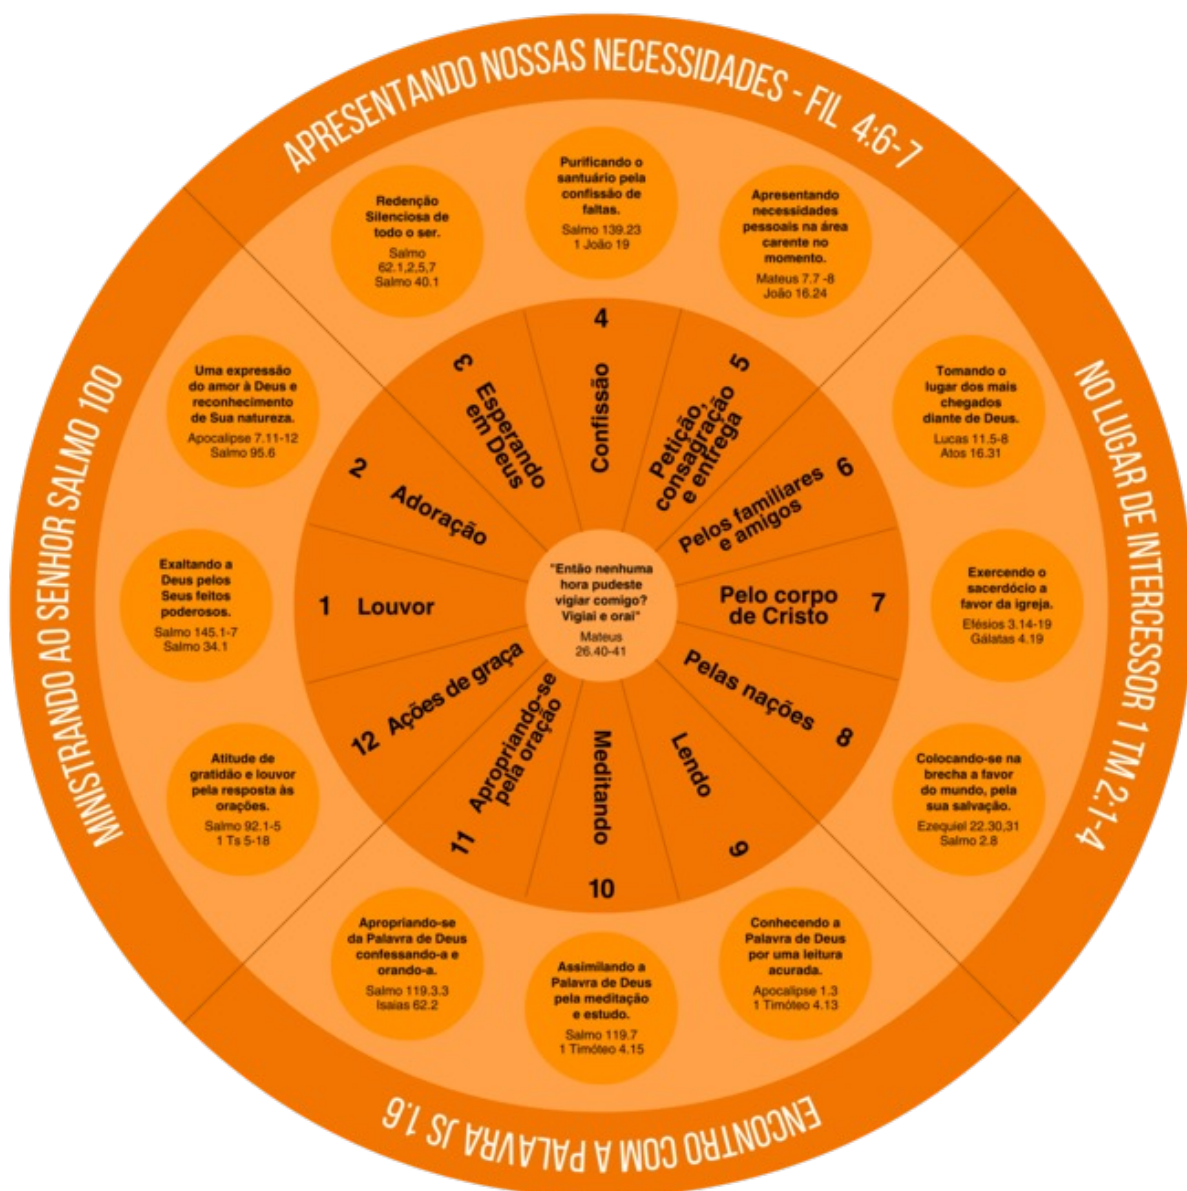 APRESENTANDO NOSSAS NECESSIDADES - FIL 4:6-7
NO LUGAR DE INTERCESSOR 1 TM 2:1-4
ENCONTRO COM A PALAVRA JS 1.6
MINISTRANDO AO SENHOR SALMO 100
"Então nenhuma
hora pudeste
vigiar comigo?
Vigiai e orai"
Mateus
26.40-41
1 Louvor
Exaltando a
Deus pelos
Seus feitos
poderosos.
Salmo 145.1-7
Salmo 34.1
2
Adoração
Uma expressão
do amor à Deus e
reconhecimento
de Sua natureza.
Apocalipse 7.11-12
Salmo 95.6
3
Esperando
em Deus
Redenção
Silenciosa de
todo o ser.
Salmo
62.1,2,5,7
Salmo 40.1
4
Confissão
Purificando o
santuário pela
confissão de
faltas.
Salmo 139.23
1 João 19
5
Petição,
consagração
e entrega
Apresentando
necessidades
pessoais na área
carente no
momento.
Mateus 7.7 -8
João 16.24
6
Pelos familiares
e amigos
Tomando o
lugar dos mais
chegados
diante de Deus.
Lucas 11.5-8
Atos 16.31
7
Pelo corpo
de Cristo
Exercendo o
sacerdócio a
favor da igreja.
Efésios 3.14-19
Gálatas 4.19
8
Pelas nações
Colocando-se na
brecha a favor
do mundo, pela
sua salvação.
Ezequiel 22.30,31
Salmo 2.8
9
Lendo
Conhecendo a
Palavra de Deus
por uma leitura
acurada.
Apocalipse 1.3
1 Timóteo 4.13
10
Meditando
Assimilando a
Palavra de Deus
pela meditação
e estudo.
Salmo 119.7
1 Timóteo 4.15
11
Apropriando-se
pela oração
Apropriando-se
da Palavra de Deus
confessando-a e
orando-a.
Salmo 119.3.3
Isaias 62.2
12 Ações de graça
Atitude de
gratidão e louvor
pela resposta às
orações.
Salmo 92.1-5
1 Ts 5-18